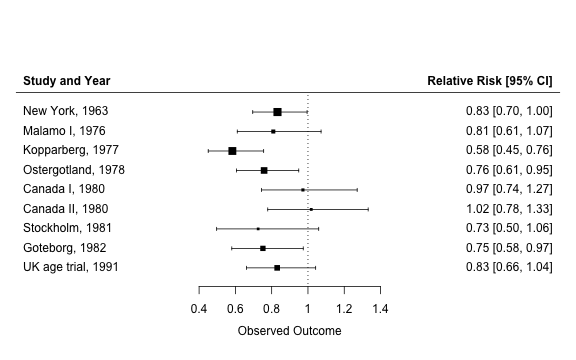 Study and Year Relative Risk [95% CI]
New York, 1963 0.83 [0.70, 1.00]
Malamo I, 1976 0.81 [0.61, 1.07]
Kopparberg, 1977 0.58 [0.45, 0.76]
Ostergotland, 1978 0.76 [0.61, 0.95]
Canada I, 1980 0.97 [0.74, 1.27]
Canada II, 1980 1.02 [0.78, 1.33]
Stockholm, 1981 0.73 [0.50, 1.06]
Goteborg, 1982 0.75 [0.58, 0.97]
UK age trial, 1991 0.83 [0.66, 1.04]
0.4 0.6 0.8 1 1.2 1.4
Observed Outcome